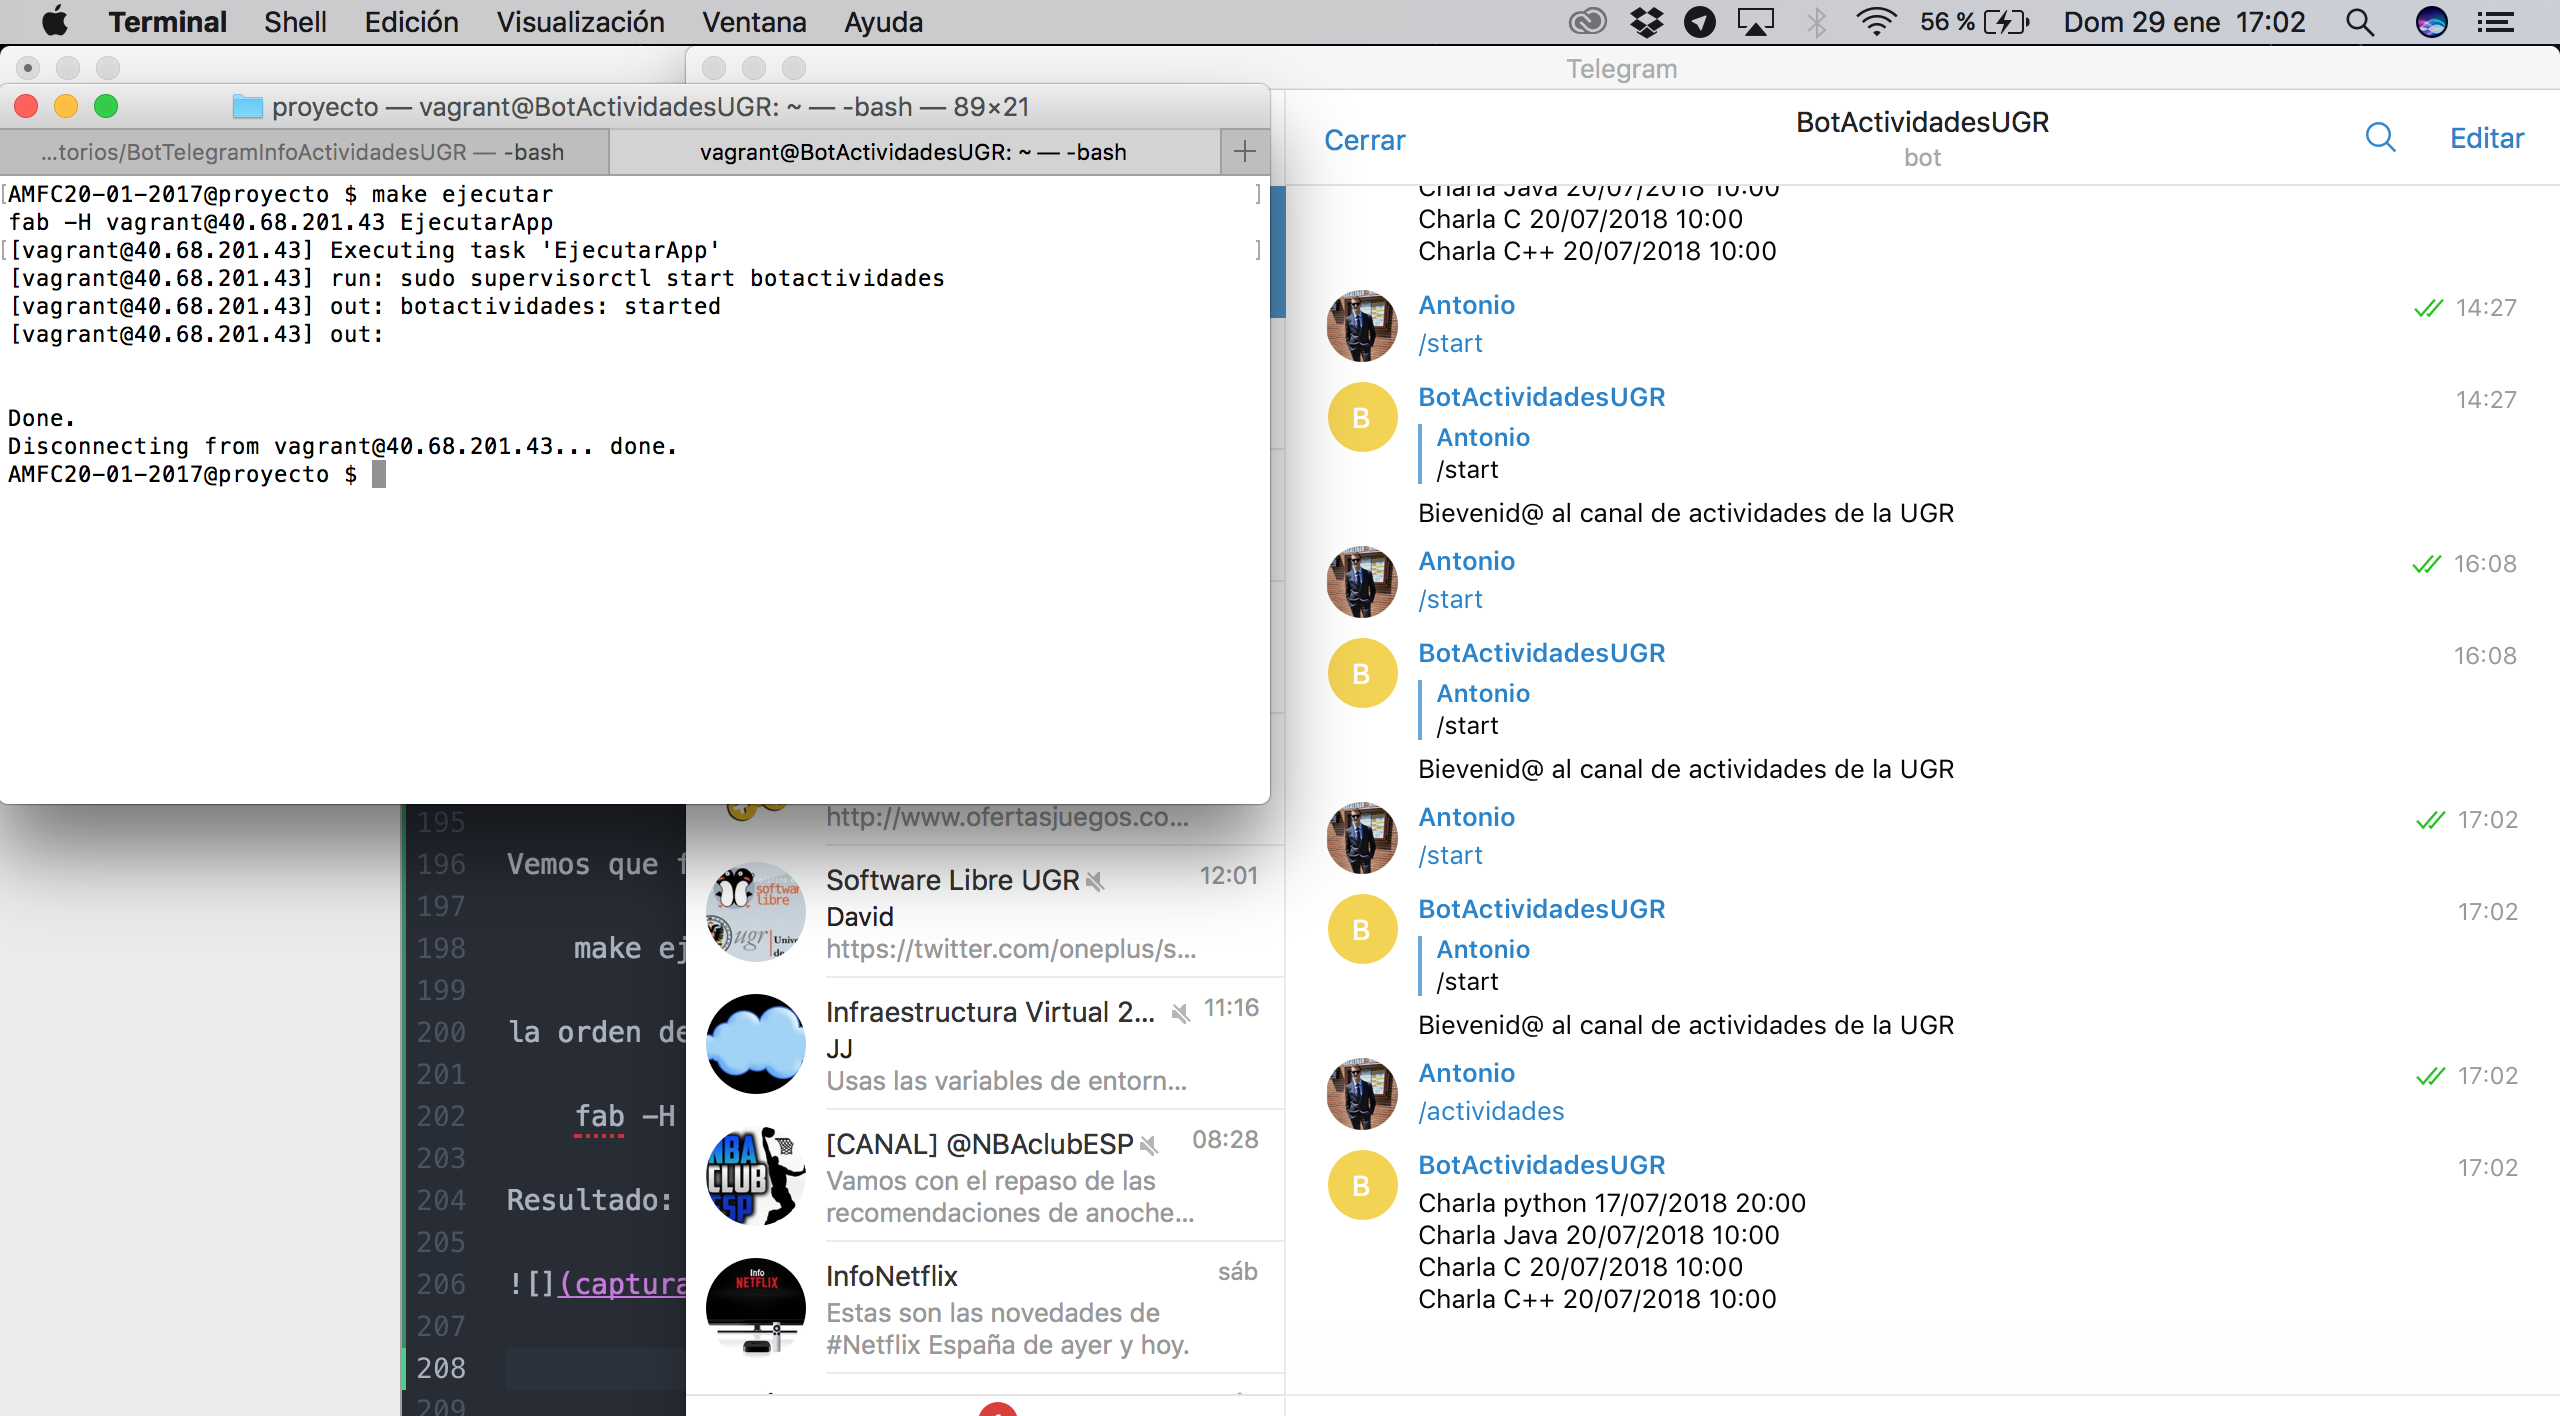 Terminal Shell Edición Visualización Ventana Ayuda 56 % Dom 29 ene 17:02
Telegram
proyecto — vagrant@BotActividadesUGR: ~ — -bash — 89×21
...torios/BotTelegramInfoActividadesUGR — -bash
vagrant@BotActividadesUGR: ~ — -bash
[AMFC20-01-2017@proyecto $ make ejecutar ]
fab -H vagrant@40.68.201.43 EjecutarApp
[[vagrant@40.68.201.43] Executing task 'EjecutarApp' ]
[vagrant@40.68.201.43] run: sudo supervisorctl start botactividades
[vagrant@40.68.201.43] out: botactividades: started
[vagrant@40.68.201.43] out:
Done.
Disconnecting from vagrant@40.68.201.43... done.
AMFC20-01-2017@proyecto $
195
196 Vemos que f
197
198 make ej
199
200 la orden de
201
202 fab -H
203
204 Resultado:
205
206 ![](captura
207
208
209
http://www.ofertasjuegos.co...
Software Libre UGR 12:01
David
https://twitter.com/oneplus/s...
software
libre
ugr
Infraestructura Virtual 2... 11:16
JJ
Usas las variables de entorn...
[CANAL] @NBAclubESP 08:28
Vamos con el repaso de las
recomendaciones de anoche...
NBA
CLUB
ESP
InfoNetflix sáb
Estas son las novedades de
#Netflix España de ayer y hoy.
Info
NETFLIX
Cerrar
BotActividadesUGR
bot
Editar
Charla Java 20/07/2018 10:00
Charla C 20/07/2018 10:00
Charla C++ 20/07/2018 10:00
Antonio 14:27
/start
B
BotActividadesUGR 14:27
Antonio
/start
Bievenid@ al canal de actividades de la UGR
Antonio 16:08
/start
B
BotActividadesUGR 16:08
Antonio
/start
Bievenid@ al canal de actividades de la UGR
Antonio 17:02
/start
B
BotActividadesUGR 17:02
Antonio
/start
Bievenid@ al canal de actividades de la UGR
Antonio 17:02
/actividades
B
BotActividadesUGR 17:02
Charla python 17/07/2018 20:00
Charla Java 20/07/2018 10:00
Charla C 20/07/2018 10:00
Charla C++ 20/07/2018 10:00